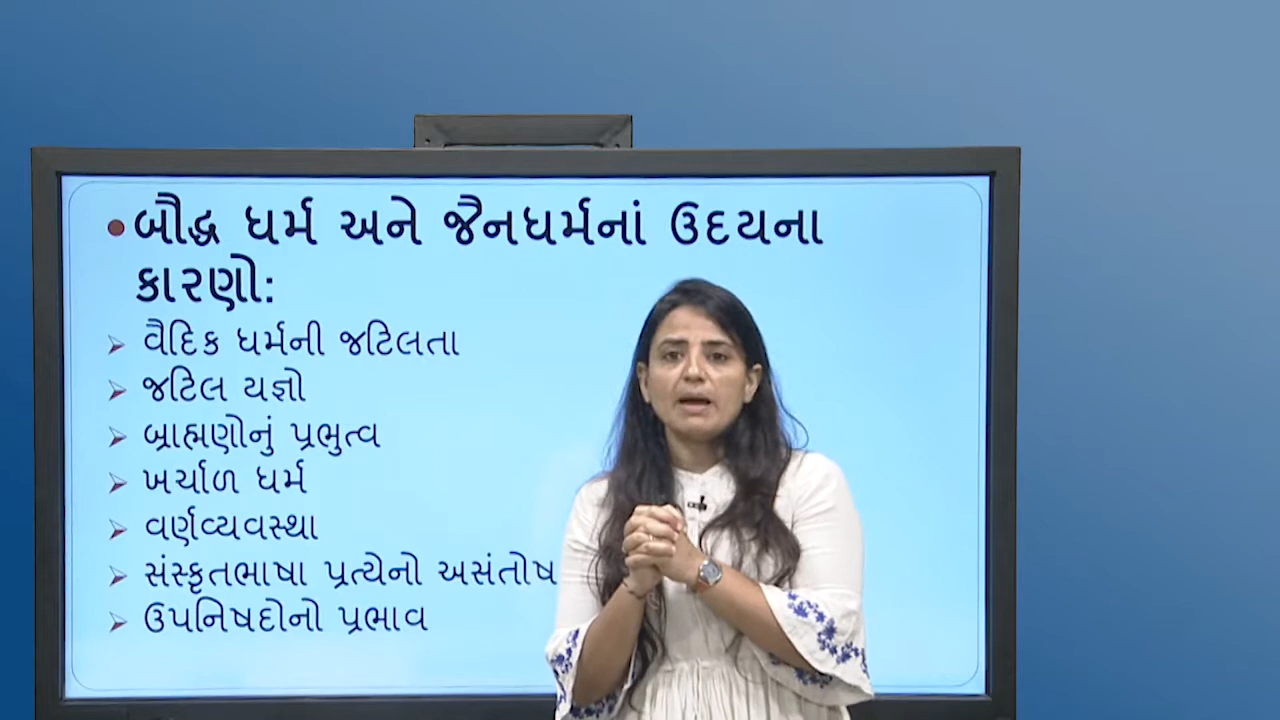 બૌદ્ધ ધર્મ અને જૈનધર્મનાં ઉદયના
કારણો:
વૈદિક ધર્મની જટિલતા
જટિલ યજ્ઞો
બ્રાહ્મણોનું પ્રભુત્વ
ખર્ચાળ ધર્મ
વર્ણવ્યવસ્થા
સંસ્કૃતભાષા પ્રત્યેનો અસંતોષ
ઉપનિષદોનો પ્રભાવ